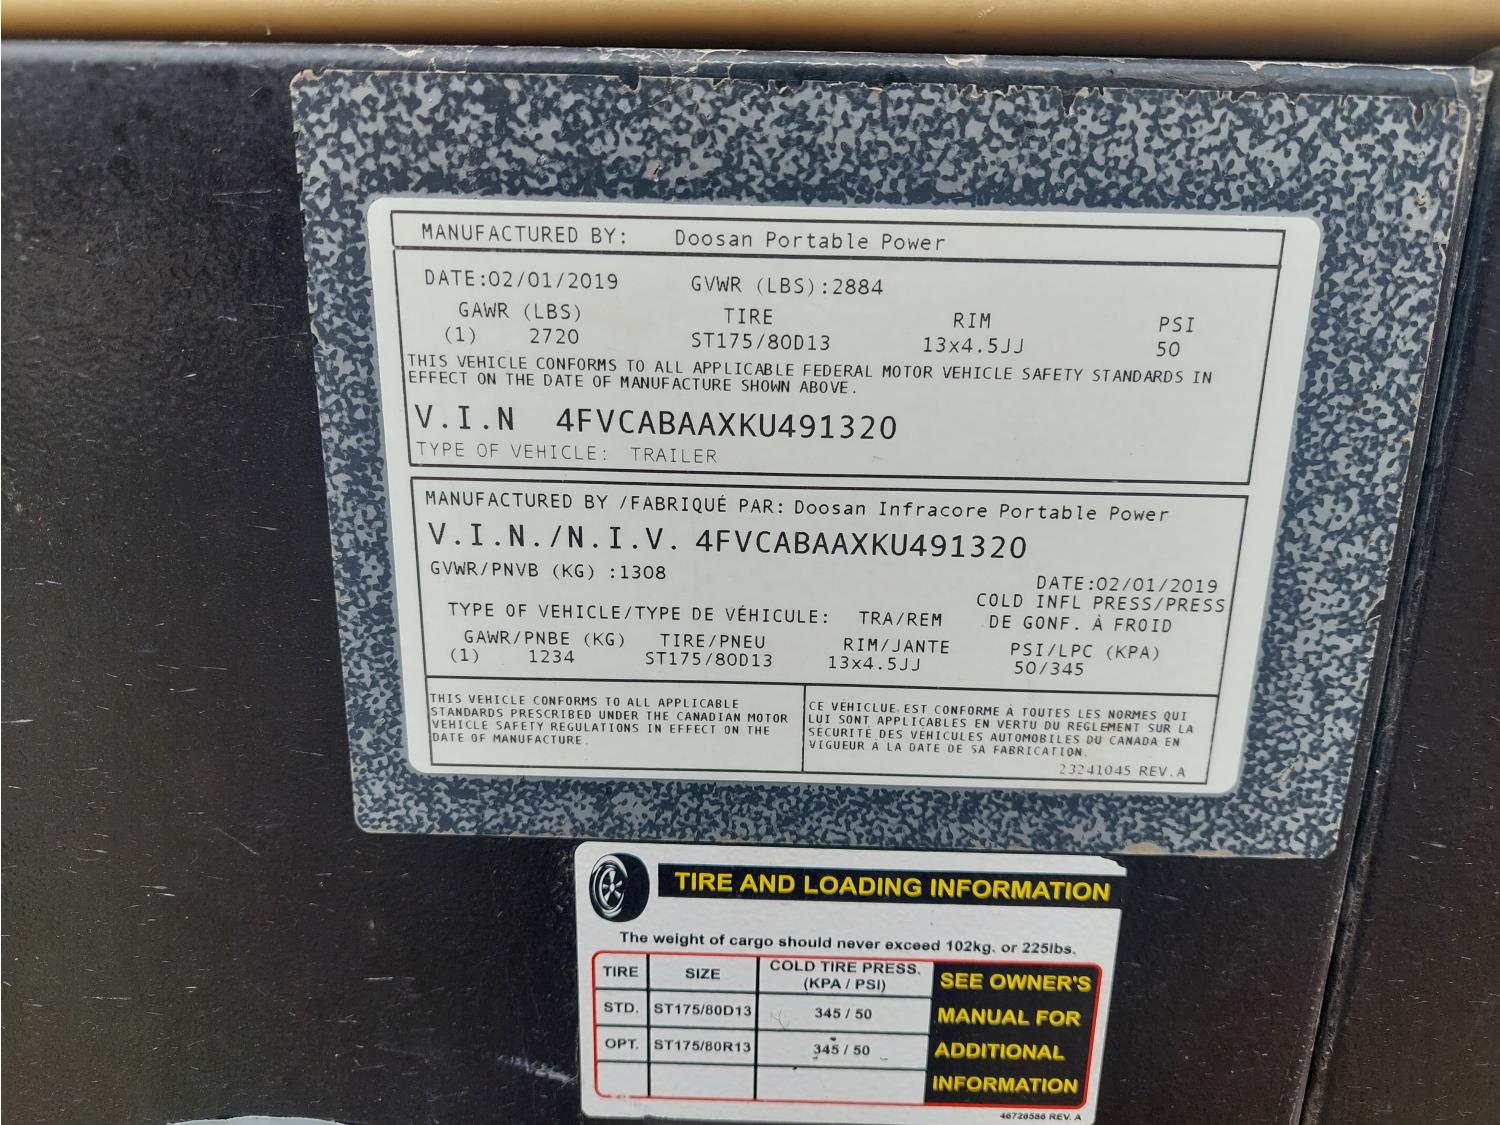 MANUFACTURED BY: Doosan Portable Power
DATE:02/01/2019 GVWR (LBS):2884
GAWR (LBS) TIRE RIM PSI
(1) 2720 ST175/80D13 13x4.5JJ 50
THIS VEHICLE CONFORMS TO ALL APPLICABLE FEDERAL MOTOR VEHICLE SAFETY STANDARDS IN
EFFECT ON THE DATE OF MANUFACTURE SHOWN ABOVE.
V.I.N 4FVCABAAXKU491320
TYPE OF VEHICLE: TRAILER
MANUFACTURED BY /FABRIQUÉ PAR: Doosan Infracore Portable Power
V.I.N./N.I.V. 4FVCABAAXKU491320
GVWR/PNVB (KG) :1308
DATE:02/01/2019
COLD INFL PRESS/PRESS
TYPE OF VEHICLE/TYPE DE VÉHICULE: TRA/REM DE GONF. À FROID
GAWR/PNBE (KG) TIRE/PNEU RIM/JANTE PSI/LPC (KPA)
(1) 1234 ST175/80D13 13x4.5JJ 50/345
THIS VEHICLE CONFORMS TO ALL APPLICABLE
STANDARDS PRESCRIBED UNDER THE CANADIAN MOTOR
VEHICLE SAFETY REGULATIONS IN EFFECT ON THE
DATE OF MANUFACTURE.
CE VÉHICLUE EST CONFORME À TOUTES LES NORMES QUI
LUI SONT APPLICABLES EN VERTU DU REGLEMENT SUR LA
SÉCURITÉ DES VÉHICULES AUTOMOBILES DU CANADA EN
VIGUEUR À LA DATE DE SA FABRICATION.
23241045 REV.A
TIRE AND LOADING INFORMATION
The weight of cargo should never exceed 102kg. or 225lbs.
TIRE SIZE COLD TIRE PRESS.
(KPA / PSI)
STD. ST175/80D13 345 / 50
OPT. ST175/80R13 345 / 50
SEE OWNER'S
MANUAL FOR
ADDITIONAL
INFORMATION
46728586 REV. A